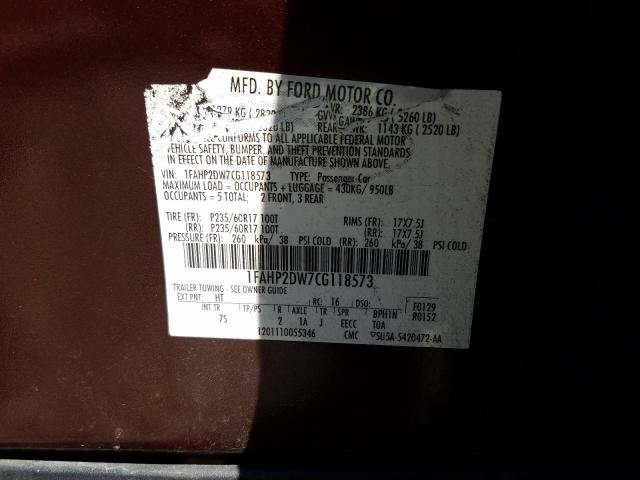 MFD. BY FORD MOTOR CO.
GVWR: 2386 KG ( 5260 LB)
REAR 1143 KG ( 2520 LB)
CONFORMS TO ALL APPLICABLE FEDERAL MOTOR
VEHICLE SAFETY, BUMPER, AND THEFT PREVENTION STANDARDS
IN EFFECT ON THE DATE OF MANUFACTURE SHOWN ABOVE.
VIN: 1FAHP2DW7CG118573 TYPE: Passenger Car
MAXIMUM LOAD = OCCUPANTS + LUGGAGE = 430KG/ 950LB
OCCUPANTS = 5 TOTAL; 2 FRONT, 3 REAR
TIRE (FR): P235/60R17 100T RIMS (FR): 17X7.5J
(RR): P235/60R17 100T (RR): 17X7.5J
PRESSURE (FR): 260 kPa/ 38 PSI COLD (RR): 260 kPa/ 38 PSI COLD
1FAHP2DW7CG118573
TRAILER TOWING - SEE OWNER GUIDE
EXT PNT: HT RC: 16 DSO: F0129
INT TR TP/PS R AXLE TR SPR BPH1N R0152
7S 2 1A J EECC TOA
1201110055346 CMC 5U5A-5420472-AA